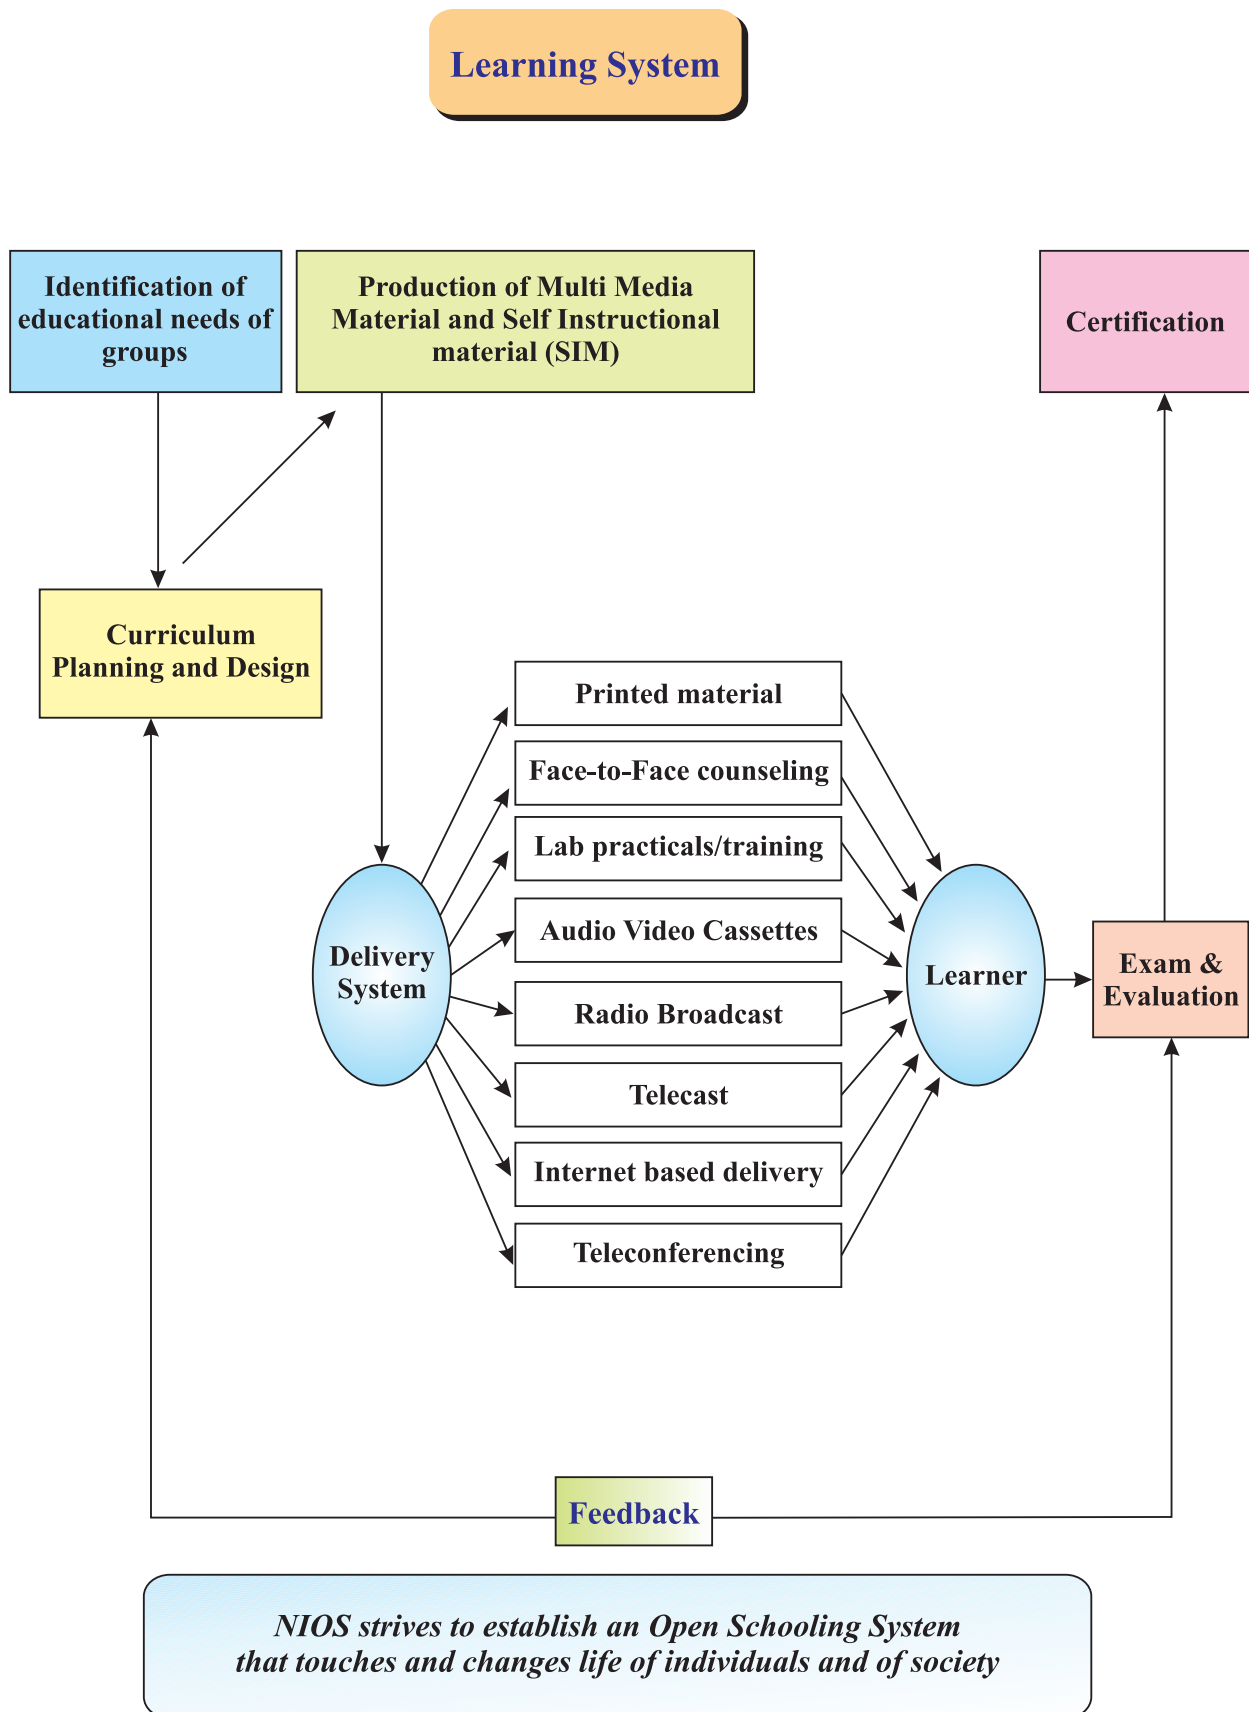 Learning System
Identification of
educational needs of
groups
Production of Multi Media
Material and Self Instructional
material (SIM)
Certification
Curriculum
Planning and Design
Printed material
Face-to-Face counseling
Lab practicals/training
Audio Video Cassettes
Radio Broadcast
Telecast
Internet based delivery
Teleconferencing
Delivery
System
Learner
Exam &
Evaluation
Feedback
NIOS strives to establish an Open Schooling System
that touches and changes life of individuals and of society